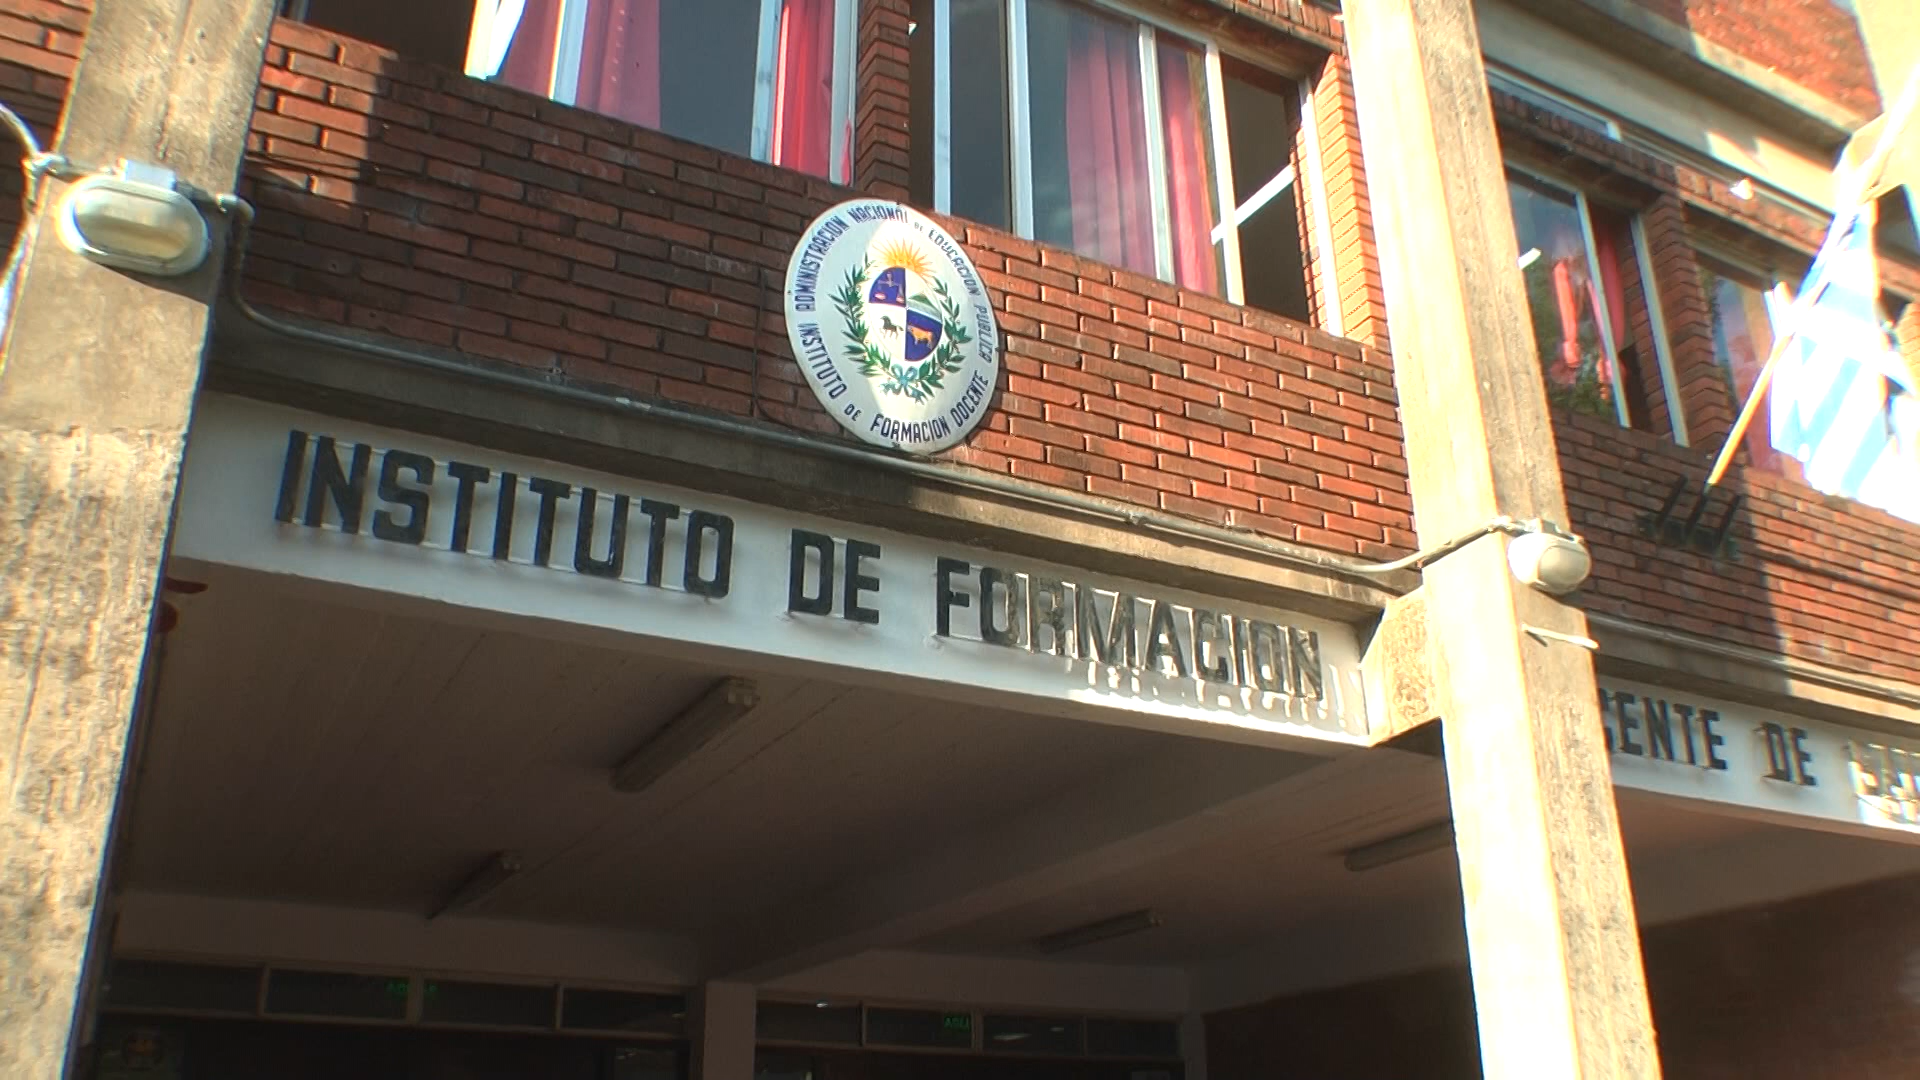 ADMINISTRACION NACIONAL DE EDUCACION PUBLICA
INSTITUTO DE FORMACION DOCENTE
INSTITUTO DE FORMACION
CENTE DE